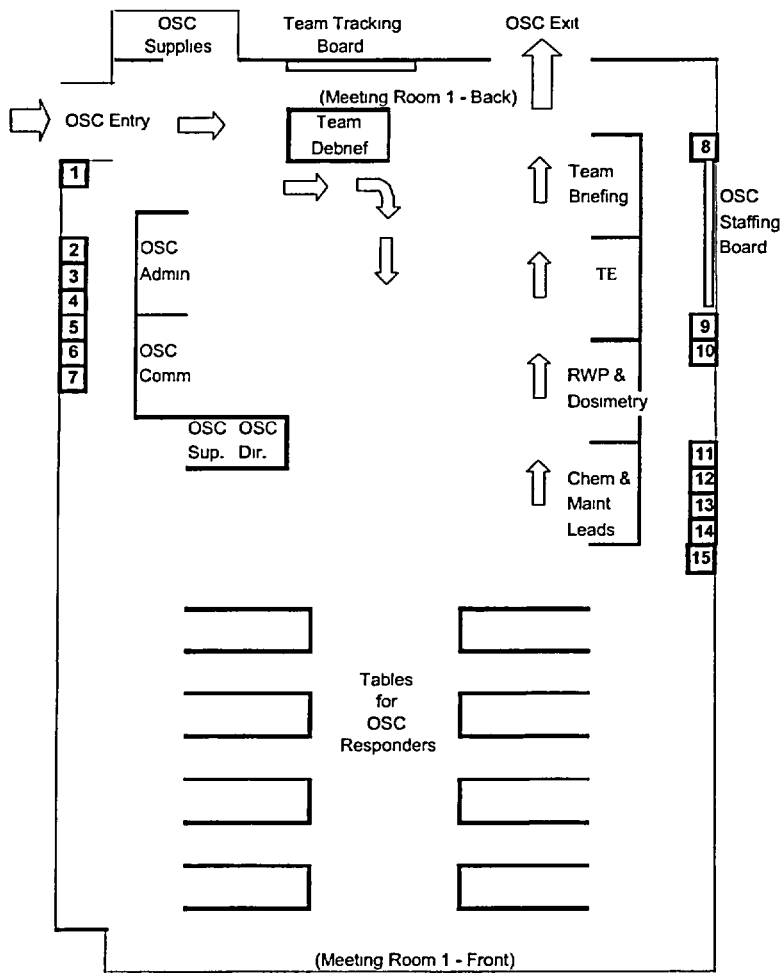 OSC
Supplies
Team Tracking
Board
OSC Exit
(Meeting Room 1 - Back)
OSC Entry
Team
Debnef
1
2
3
4
5
6
7
OSC
Admin
OSC
Comm
OSC OSC
Sup. Dir.
Team
Briefing
TE
RWP &
Dosimetry
Chem &
Maint
Leads
8
OSC
Staffing
Board
9
10
11
12
13
14
15
Tables
for
OSC
Responders
(Meeting Room 1 - Front)